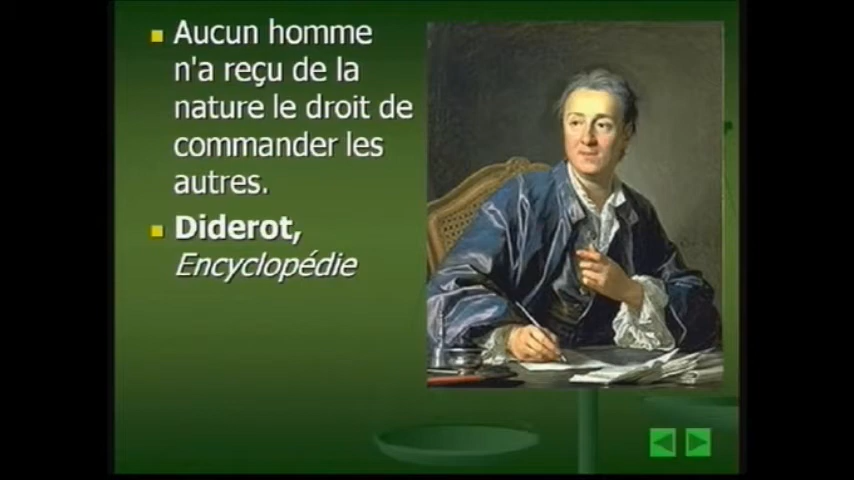 Aucun homme
n'a reçu de la
nature le droit de
commander les
autres.
Diderot,
Encyclopédie